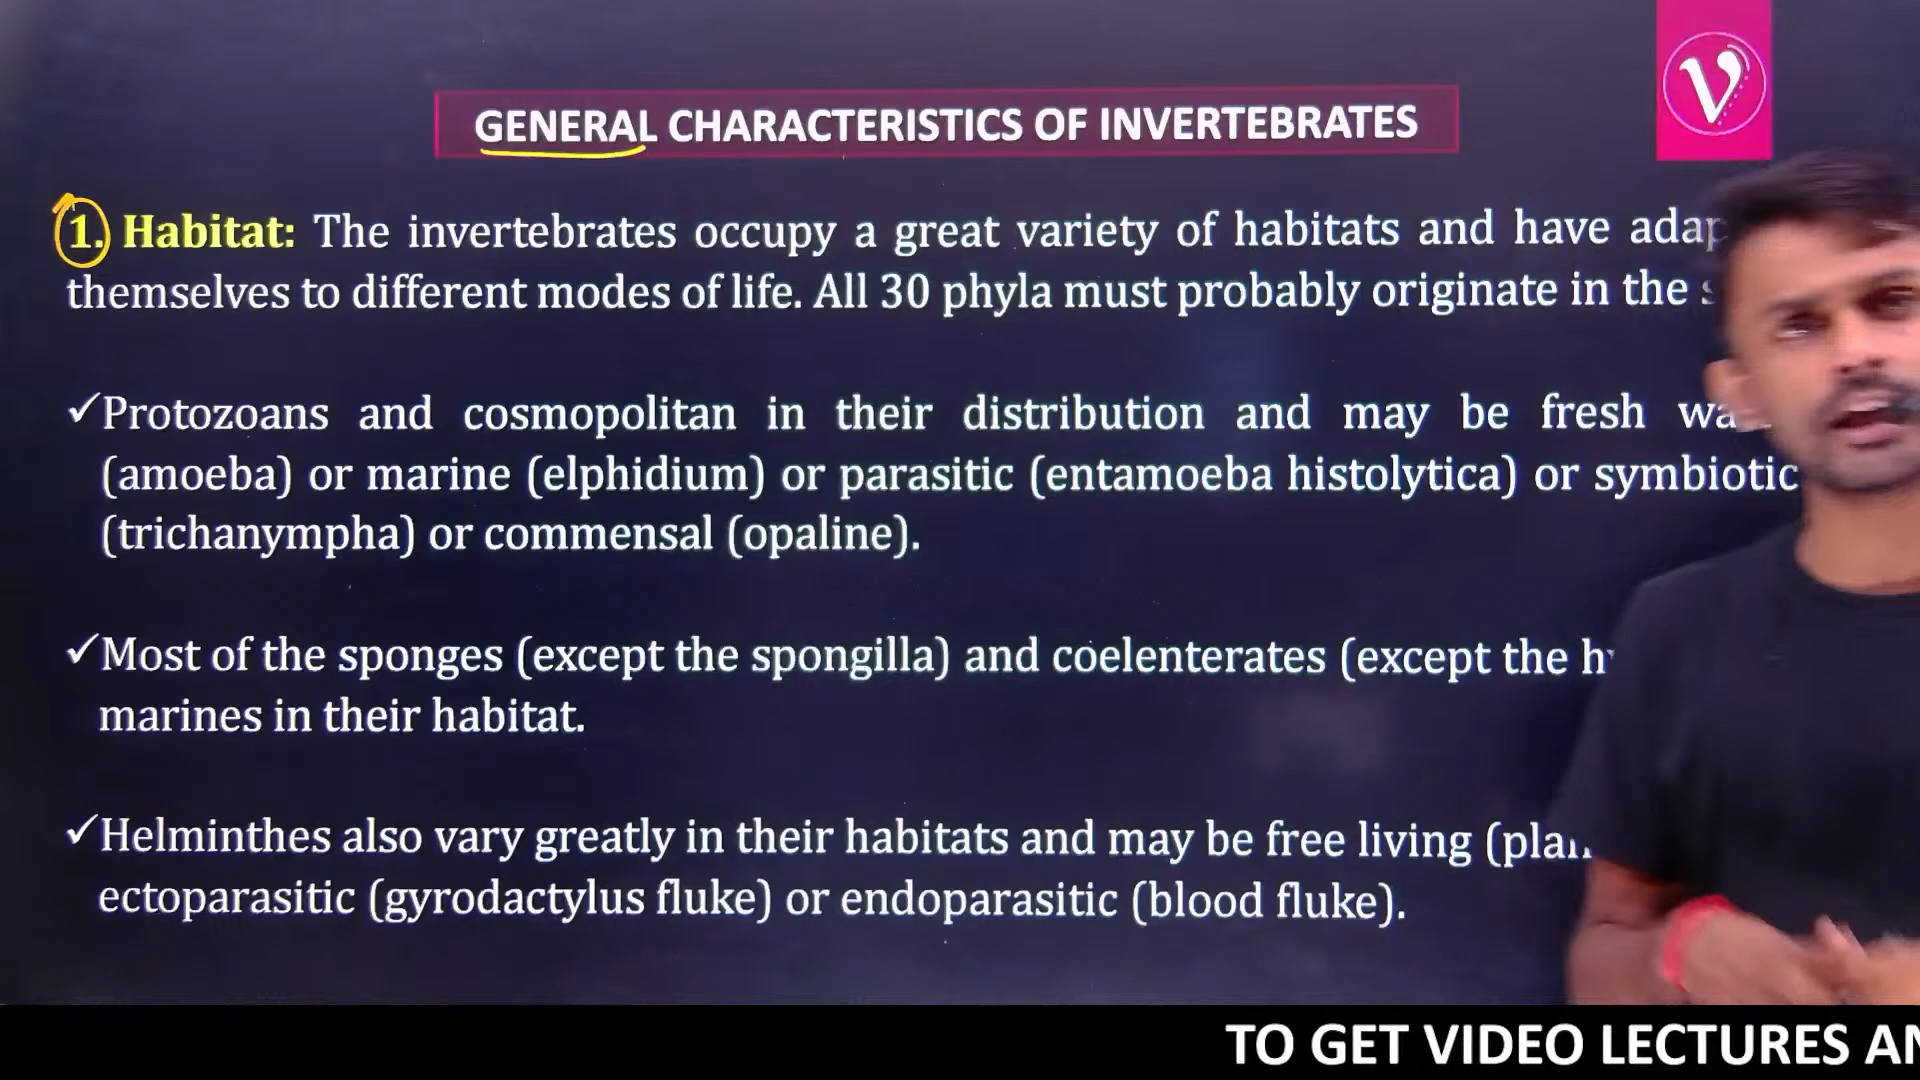 V
GENERAL CHARACTERISTICS OF INVERTEBRATES
1. Habitat: The invertebrates occupy a great variety of habitats and have
themselves to different modes of life. All 30 phyla must probably originate in the
✓Protozoans and cosmopolitan in their distribution and may be fresh
(amoeba) or marine (elphidium) or parasitic (entamoeba histolytica) or symbiotic
(trichanympha) or commensal (opaline).
✓Most of the sponges (except the spongilla) and coelenterates (except the
marines in their habitat.
✓Helminthes also vary greatly in their habitats and may be free living
ectoparasitic (gyrodactylus fluke) or endoparasitic (blood fluke).
TO GET VIDEO LECTURES